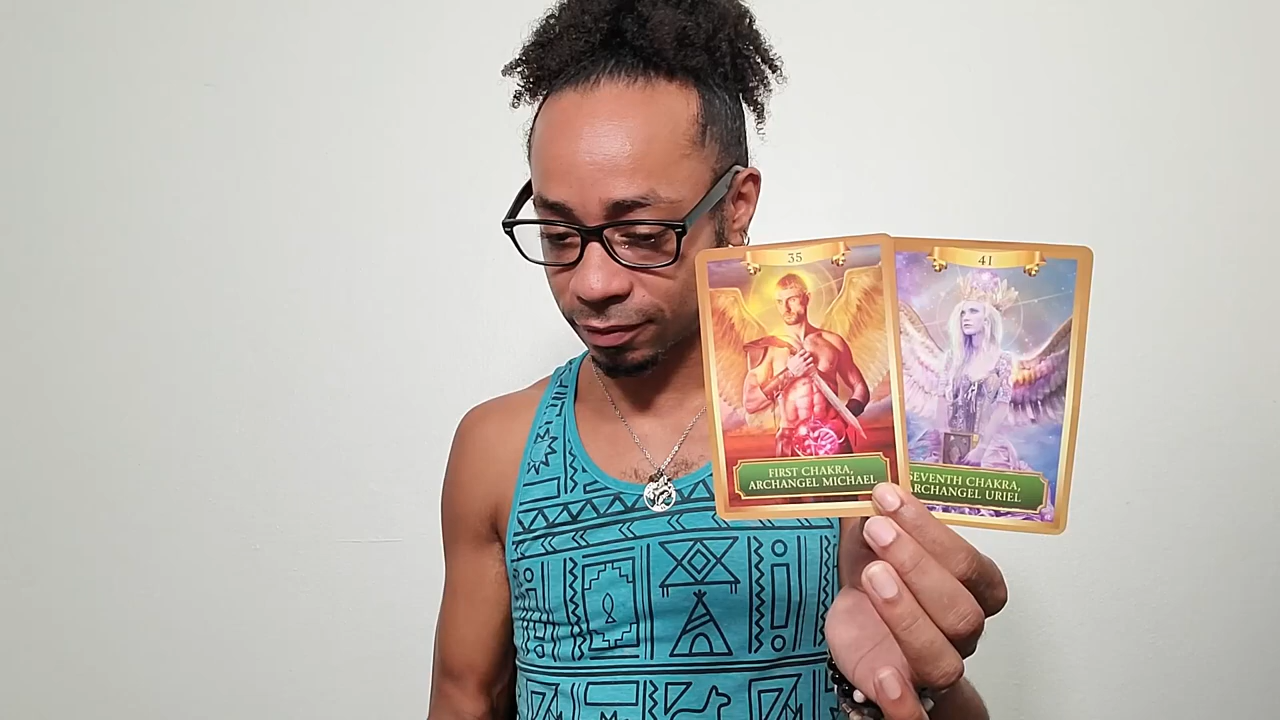 35
FIRST CHAKRA,
ARCHANGEL MICHAEL
41
SEVENTH CHAKRA,
ARCHANGEL URIEL